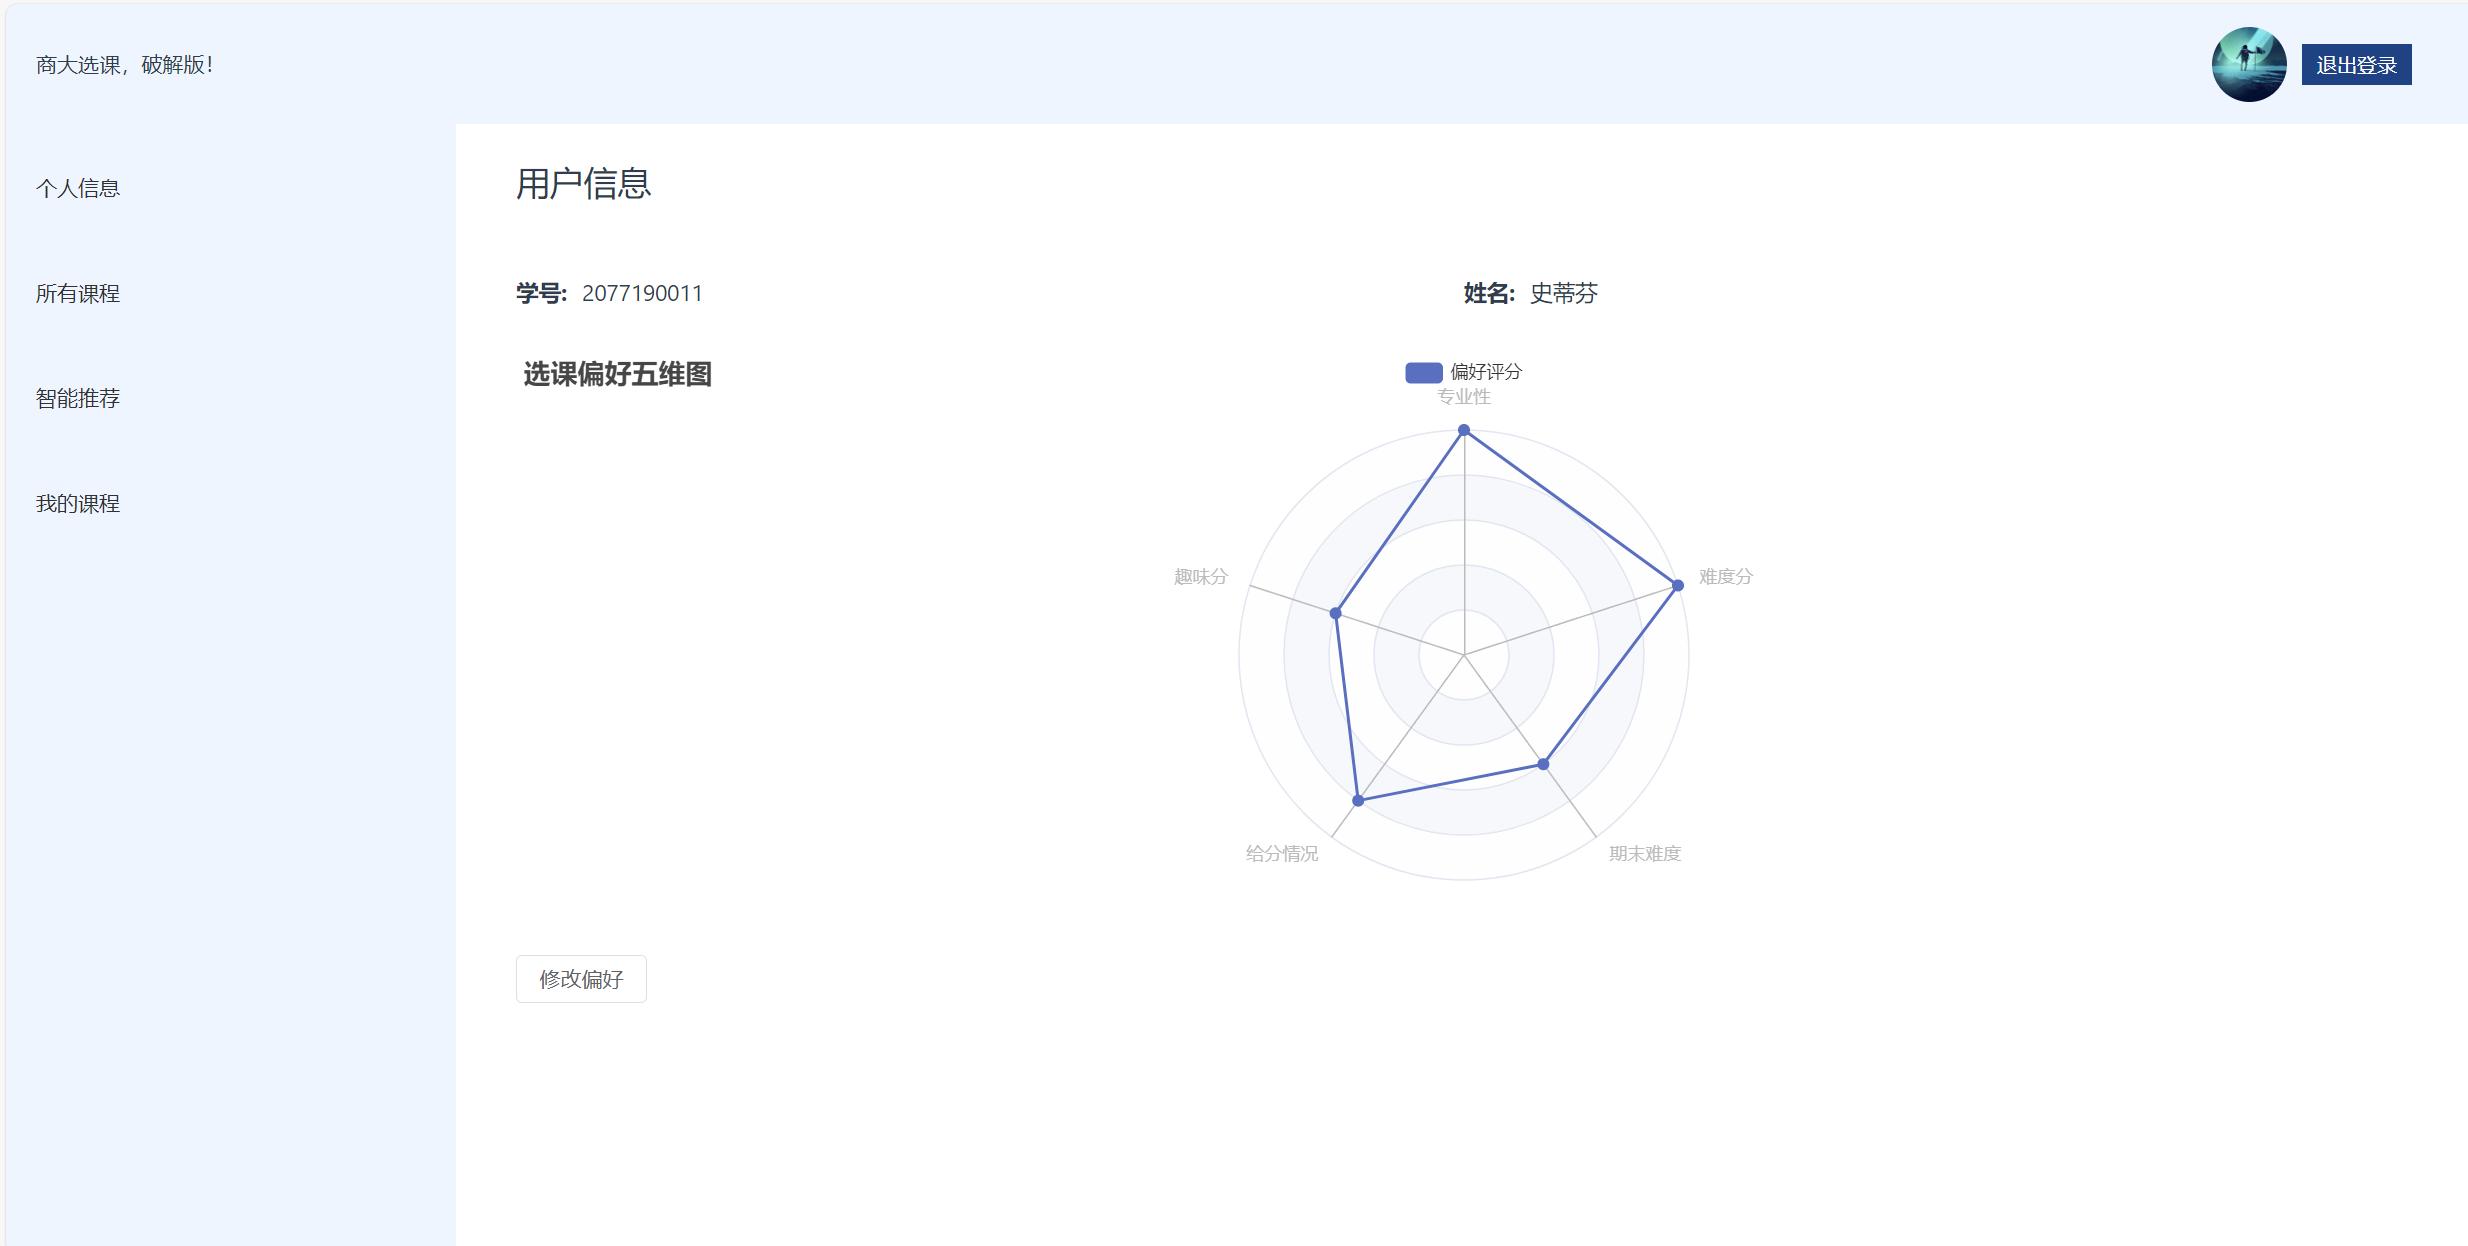 商大选课，破解版！
退出登录
个人信息
所有课程
智能推荐
我的课程
用户信息
学号: 2077190011
姓名: 史蒂芬
选课偏好五维图
偏好评分
专业性
趣味分
难度分
给分情况
期末难度
修改偏好